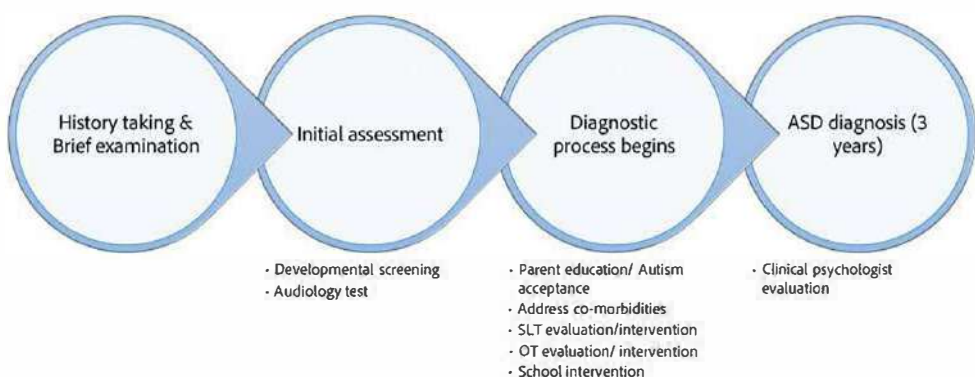 History taking &
Brief examination
Initial assessment
Diagnostic
process begins
ASD diagnosis (3
years)
· Developmental screening
· Audiology test
· Parent education/ Autism
acceptance
· Address co-morbidities
· SLT evaluation/intervention
· OT evaluation/ intervention
· School intervention
· Clinical psychologist
evaluation